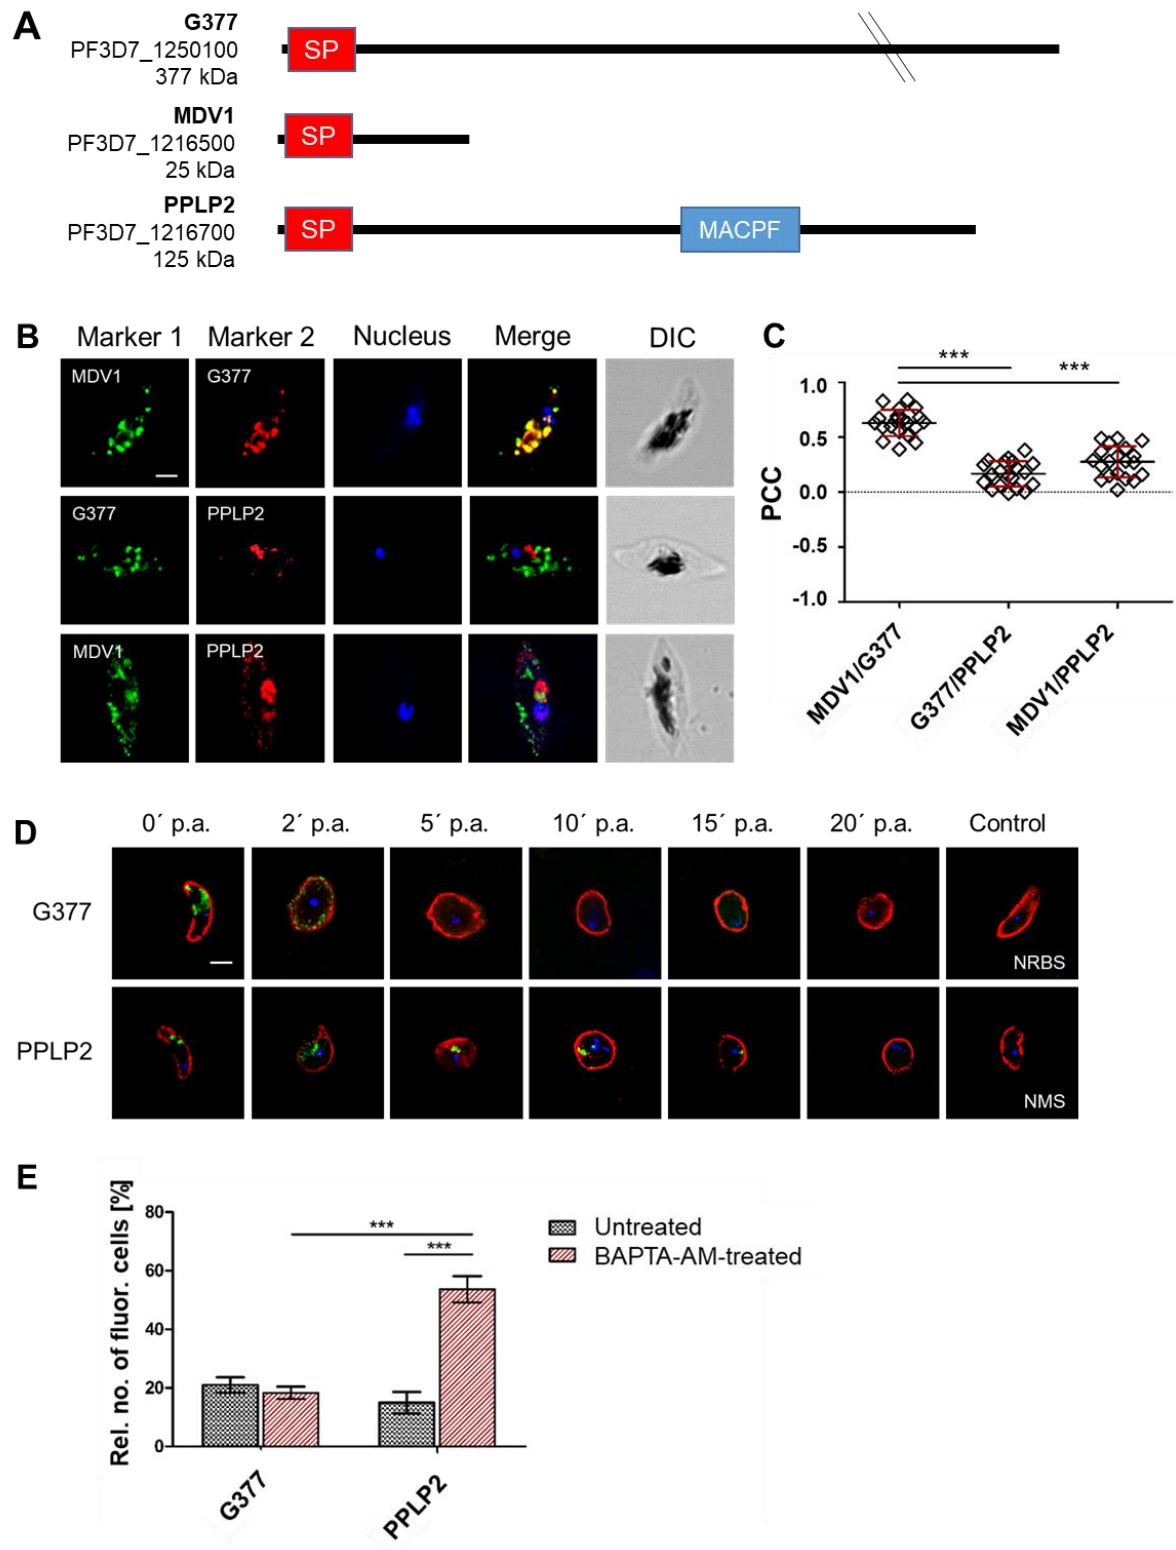 A
G377
PF3D7_1250100
377 kDa
SP
MDV1
PF3D7_1216500
25 kDa
SP
PPLP2
PF3D7_1216700
125 kDa
SP
MACPF
B
Marker 1 Marker 2 Nucleus Merge DIC
MDV1 G377
G377 PPLP2
MDV1 PPLP2
C
***
***
PCC
1.0
0.5
0.0
-0.5
-1.0
MDV1/G377
G377/PPLP2
MDV1/PPLP2
D
0´ p.a. 2´ p.a. 5´ p.a. 10´ p.a. 15´ p.a. 20´ p.a. Control
G377
NRBS
PPLP2
NMS
E
Rel. no. of fluor. cells [%]
80
60
40
20
0
***
***
Untreated
BAPTA-AM-treated
G377
PPLP2